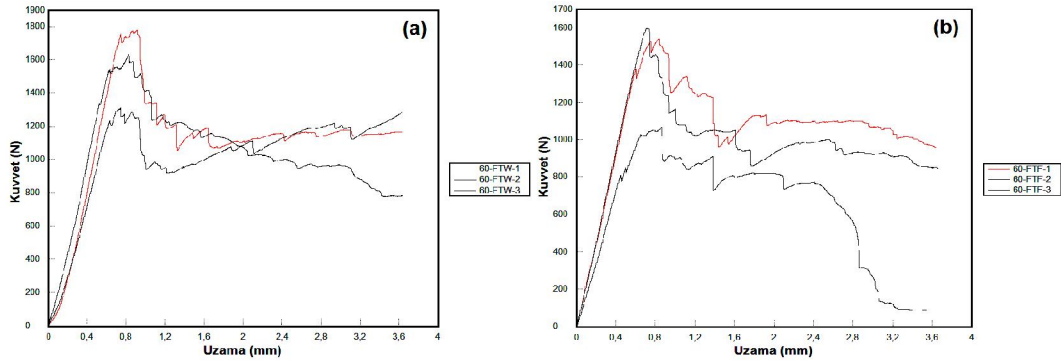 (a)
Kuvvet (N)
1900
1800
1600
1400
1200
1000
800
600
400
200
0
0 0,4 0,8 1,2 1,6 2 2,4 2,8 3,2 3,6 4
Uzama (mm)
60-FTW-1
60-FTW-2
60-FTW-3
(b)
Kuvvet (N)
1700
1600
1400
1200
1000
800
600
400
200
0
0 0,4 0,8 1,2 1,6 2 2,4 2,8 3,2 3,6 4
Uzama (mm)
60-FTF-1
60-FTF-2
60-FTF-3